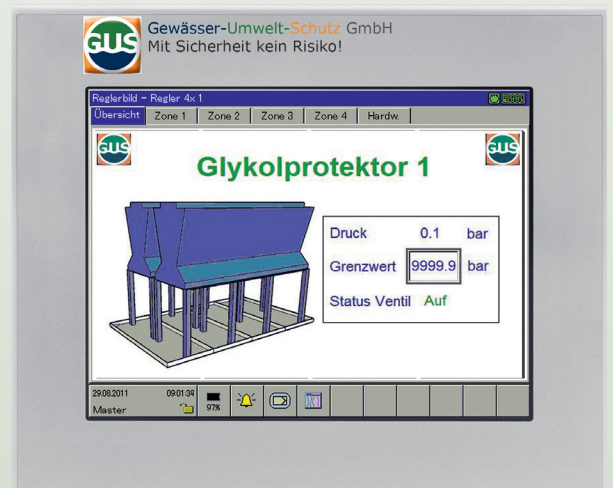 GUS
Gewässer-Umwelt-Schutz GmbH
Mit Sicherheit kein Risiko!
Reglerbild - Regler 4x1
Übersicht Zone 1 Zone 2 Zone 3 Zone 4 Hardw.
GUS
GUS
Glykolprotektor 1
Druck 0.1 bar
Grenzwert 9999.9 bar
Status Ventil Auf
29.08.2011 09:01:39
Master 97%